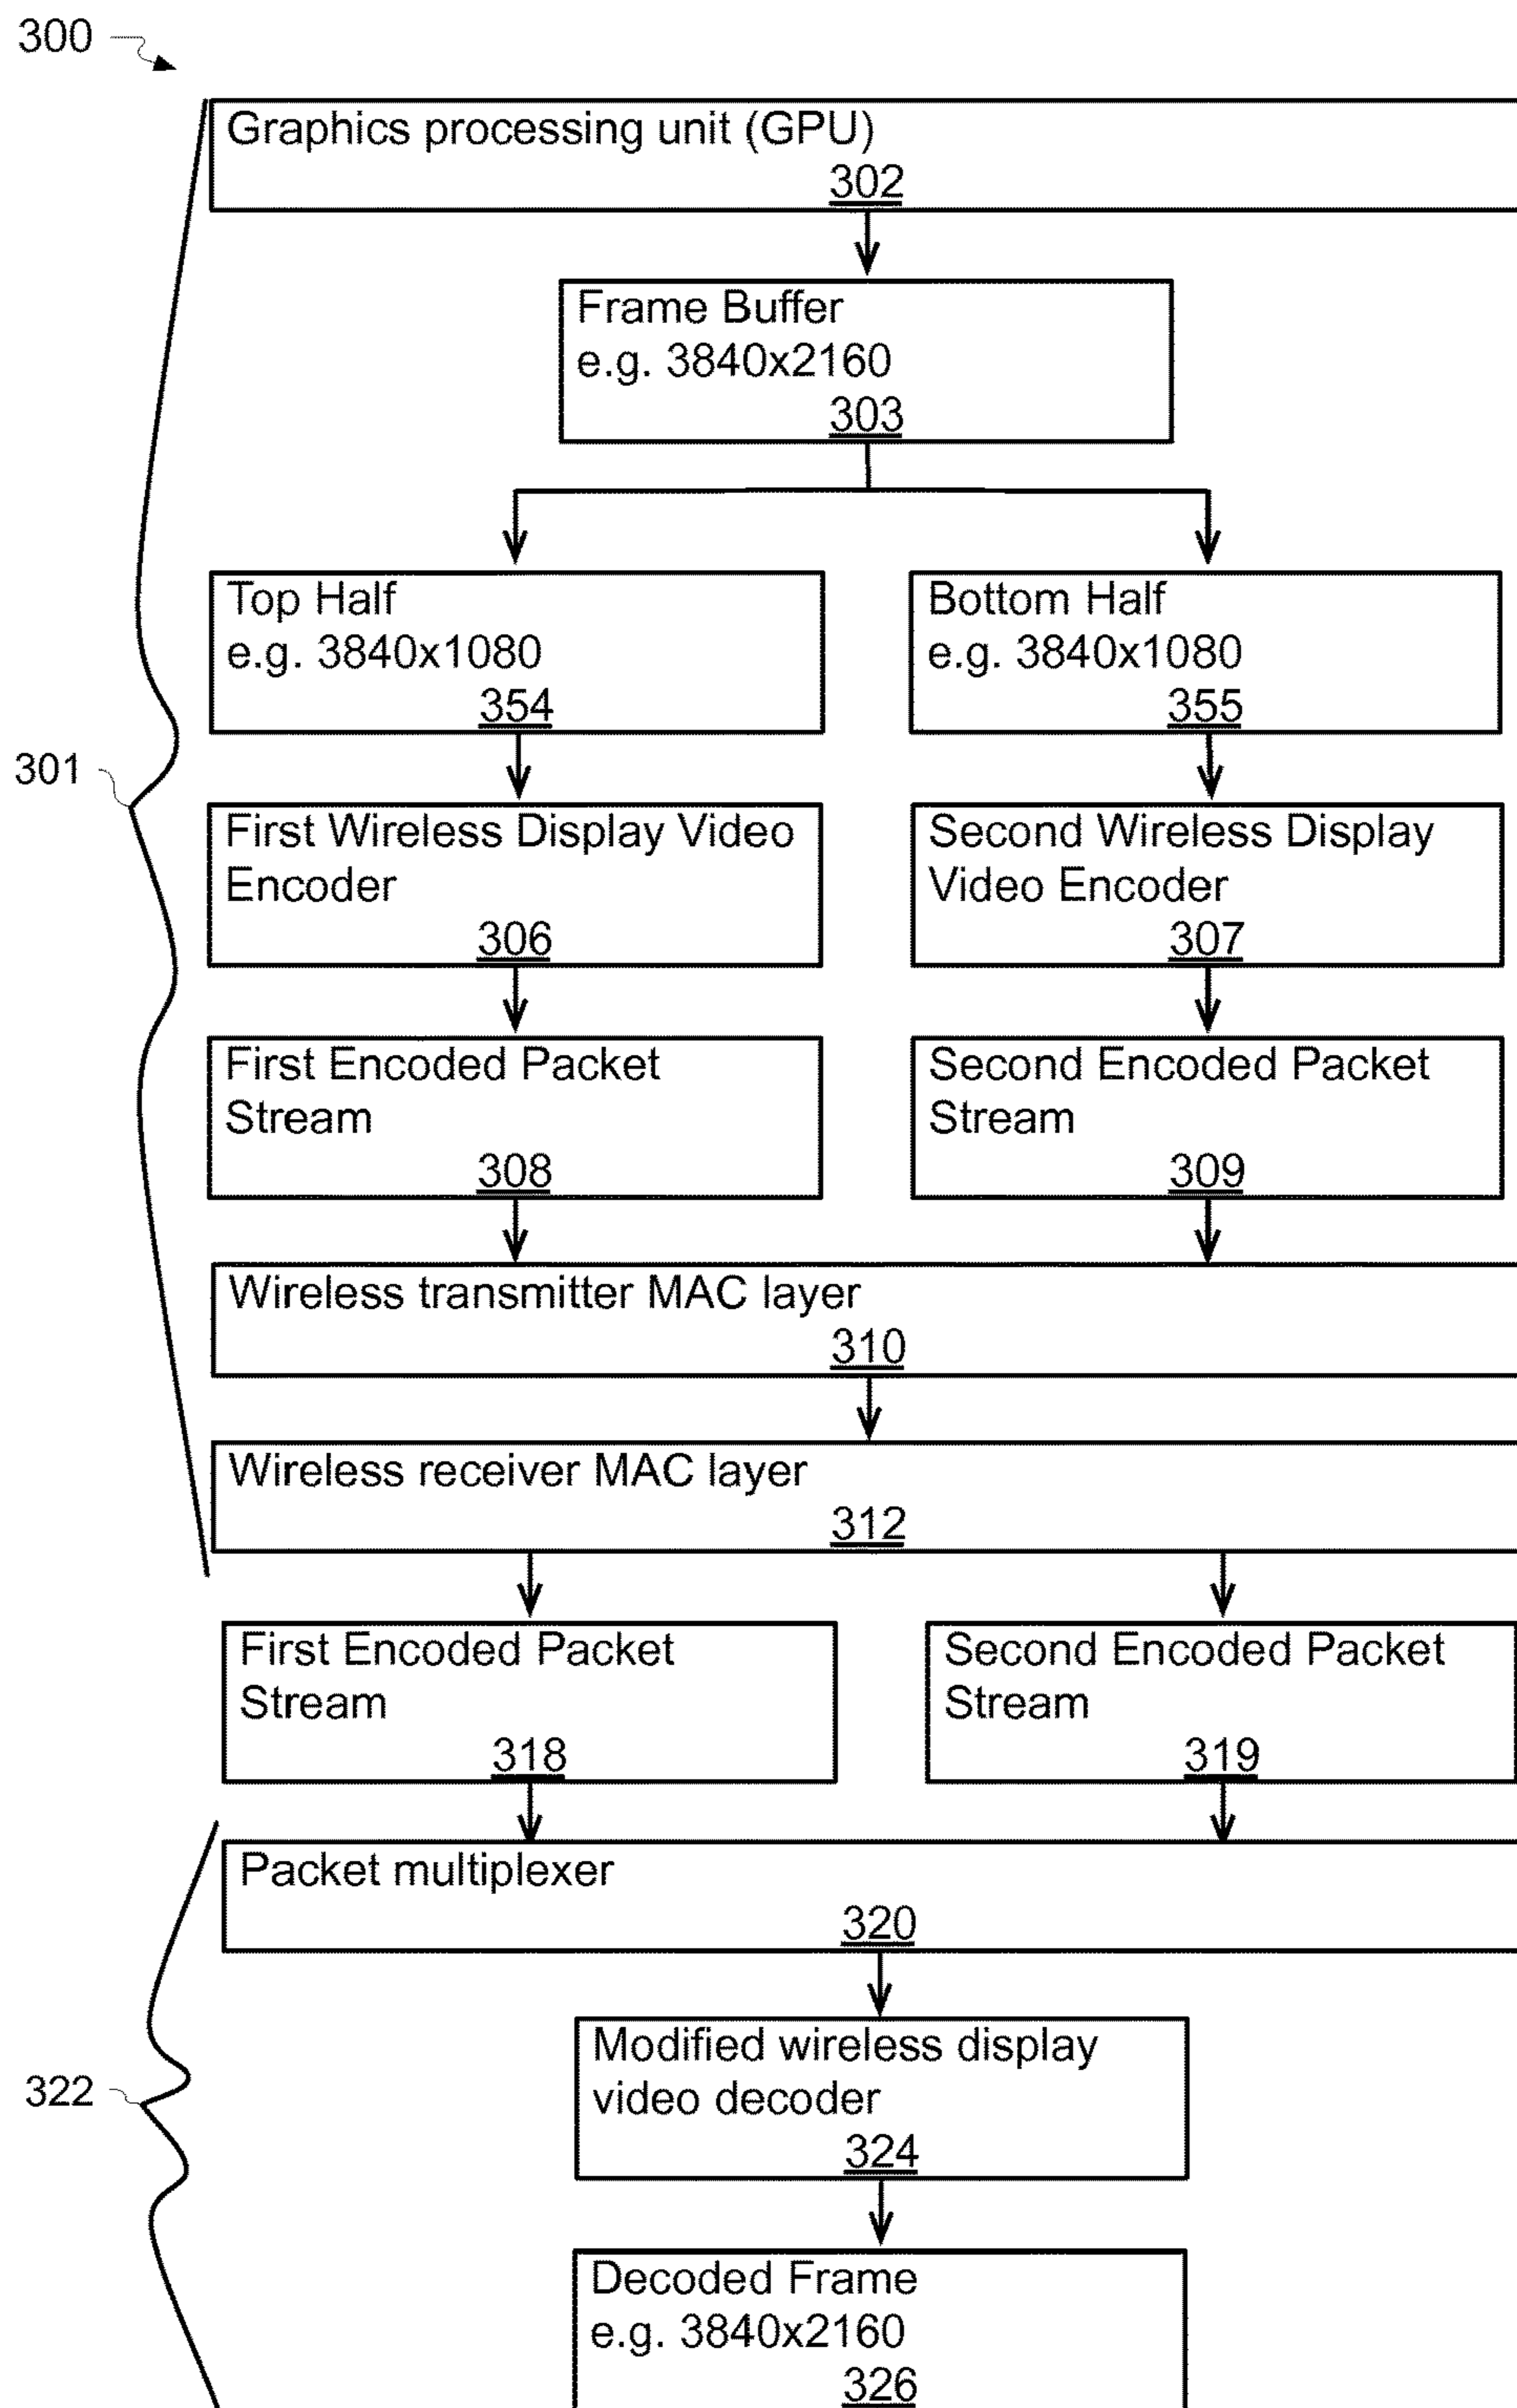 300
Graphics processing unit (GPU)
302
Frame Buffer
e.g. 3840x2160
303
Top Half
e.g. 3840x1080
354
Bottom Half
e.g. 3840x1080
355
301
First Wireless Display Video
Encoder
306
Second Wireless Display
Video Encoder
307
First Encoded Packet
Stream
308
Second Encoded Packet
Stream
309
Wireless transmitter MAC layer
310
Wireless receiver MAC layer
312
First Encoded Packet
Stream
318
Second Encoded Packet
Stream
319
Packet multiplexer
320
322
Modified wireless display
video decoder
324
Decoded Frame
e.g. 3840x2160
326